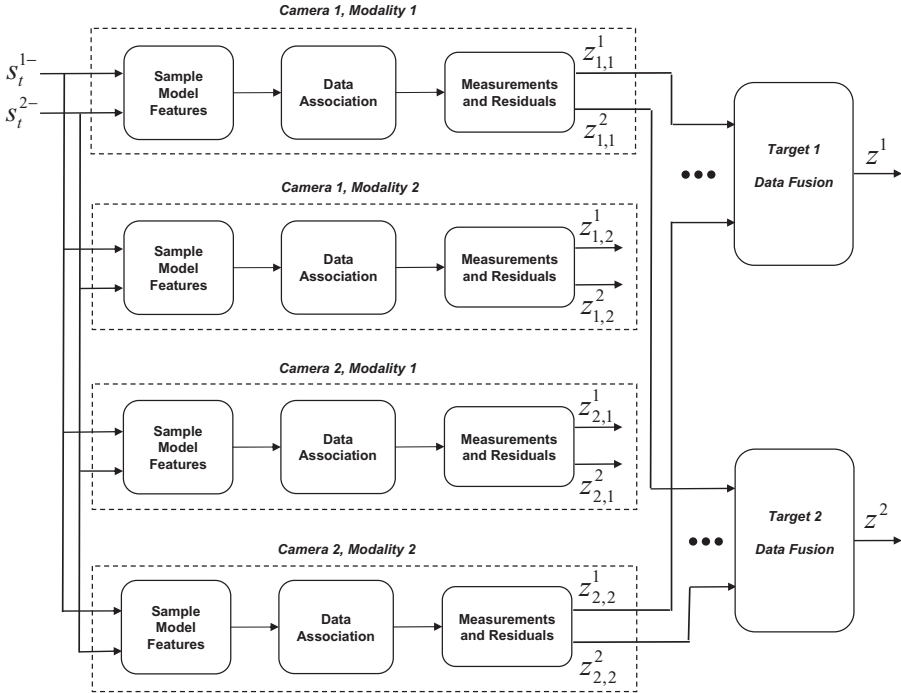 Camera 1, Modality 1
s_t^{1-}
s_t^{2-}
Sample
Model
Features
Data
Association
Measurements
and Residuals
z_{1,1}^1
z_{1,1}^2
Target 1
Data Fusion
z^1
Camera 1, Modality 2
Sample
Model
Features
Data
Association
Measurements
and Residuals
z_{1,2}^1
z_{1,2}^2
Camera 2, Modality 1
Sample
Model
Features
Data
Association
Measurements
and Residuals
z_{2,1}^1
z_{2,1}^2
Target 2
Data Fusion
z^2
Camera 2, Modality 2
Sample
Model
Features
Data
Association
Measurements
and Residuals
z_{2,2}^1
z_{2,2}^2